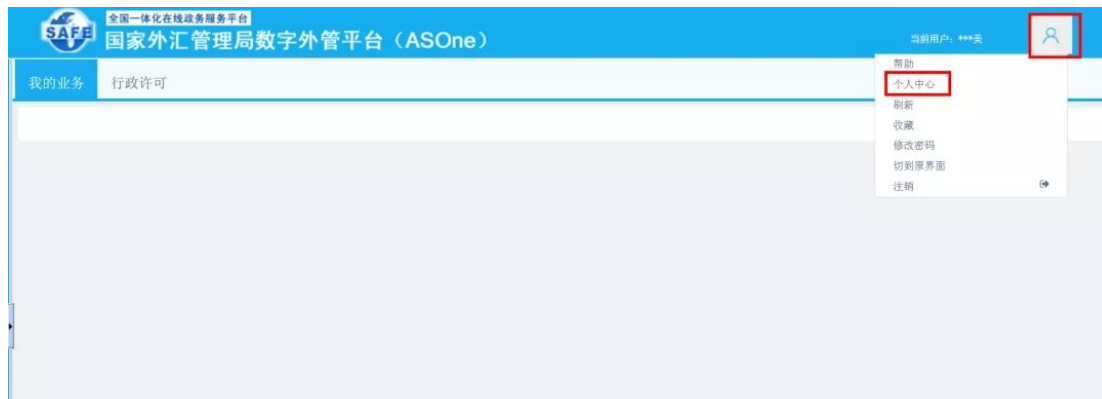 SAFE
全国一体化在线政务服务平台
国家外汇管理局数字外管平台（ASOne）
当前用户：***美
我的业务 行政许可
帮助
个人中心
刷新
收藏
修改密码
切到原界面
注销